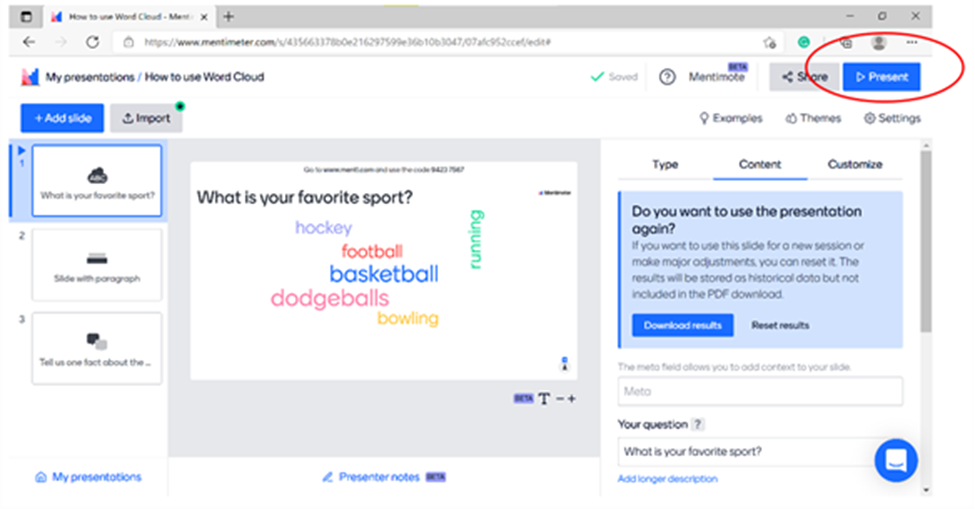 How to use Word Cloud - Menti
https://www.mentimeter.com/s/435663378b0e216297599e36b10b3047/07afc952ccef/edit#
My presentations / How to use Word Cloud
Saved
?
Mentimote
BETA
Share
Present
+ Add slide
Import
Examples
Themes
Settings
1
ABC
What is your favorite sport?
2
Slide with paragraph
3
Tell us one fact about the ...
Go to www.menti.com and use the code 9423 7567
What is your favorite sport?
Mentimeter
hockey
football
basketball
dodgeballs
bowling
running
BETA T − +
Type
Content
Customize
Do you want to use the presentation
again?
If you want to use this slide for a new session or
make major adjustments, you can reset it. The
results will be stored as historical data but not
included in the PDF download.
Download results
Reset results
The meta field allows you to add context to your slide.
Meta
Your question ?
What is your favorite sport?
Add longer description
My presentations
Presenter notes BETA